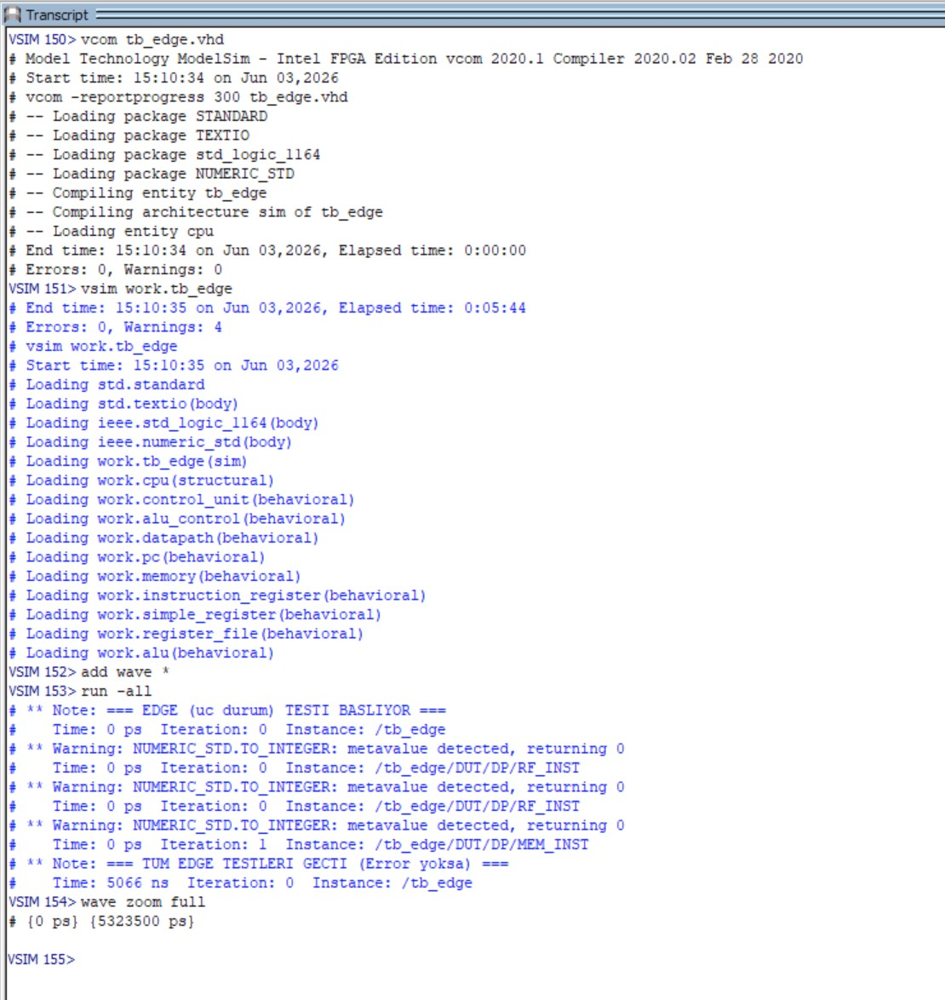 Transcript
VSIM 150> vcom tb_edge.vhd
# Model Technology ModelSim - Intel FPGA Edition vcom 2020.1 Compiler 2020.02 Feb 28 2020
# Start time: 15:10:34 on Jun 03,2026
# vcom -reportprogress 300 tb_edge.vhd
# -- Loading package STANDARD
# -- Loading package TEXTIO
# -- Loading package std_logic_1164
# -- Loading package NUMERIC_STD
# -- Compiling entity tb_edge
# -- Compiling architecture sim of tb_edge
# -- Loading entity cpu
# End time: 15:10:34 on Jun 03,2026, Elapsed time: 0:00:00
# Errors: 0, Warnings: 0
VSIM 151> vsim work.tb_edge
# End time: 15:10:35 on Jun 03,2026, Elapsed time: 0:05:44
# Errors: 0, Warnings: 4
# vsim work.tb_edge
# Start time: 15:10:35 on Jun 03,2026
# Loading std.standard
# Loading std.textio(body)
# Loading ieee.std_logic_1164(body)
# Loading ieee.numeric_std(body)
# Loading work.tb_edge(sim)
# Loading work.cpu(structural)
# Loading work.control_unit(behavioral)
# Loading work.alu_control(behavioral)
# Loading work.datapath(behavioral)
# Loading work.pc(behavioral)
# Loading work.memory(behavioral)
# Loading work.instruction_register(behavioral)
# Loading work.simple_register(behavioral)
# Loading work.register_file(behavioral)
# Loading work.alu(behavioral)
VSIM 152> add wave *
VSIM 153> run -all
# ** Note: === EDGE (uc durum) TESTI BASLIYOR ===
#    Time: 0 ps  Iteration: 0  Instance: /tb_edge
# ** Warning: NUMERIC_STD.TO_INTEGER: metavalue detected, returning 0
#    Time: 0 ps  Iteration: 0  Instance: /tb_edge/DUT/DP/RF_INST
# ** Warning: NUMERIC_STD.TO_INTEGER: metavalue detected, returning 0
#    Time: 0 ps  Iteration: 0  Instance: /tb_edge/DUT/DP/RF_INST
# ** Warning: NUMERIC_STD.TO_INTEGER: metavalue detected, returning 0
#    Time: 0 ps  Iteration: 1  Instance: /tb_edge/DUT/DP/MEM_INST
# ** Note: === TUM EDGE TESTLERI GECTI (Error yoksa) ===
#    Time: 5066 ns  Iteration: 0  Instance: /tb_edge
VSIM 154> wave zoom full
# {0 ps} {5323500 ps}
VSIM 155>